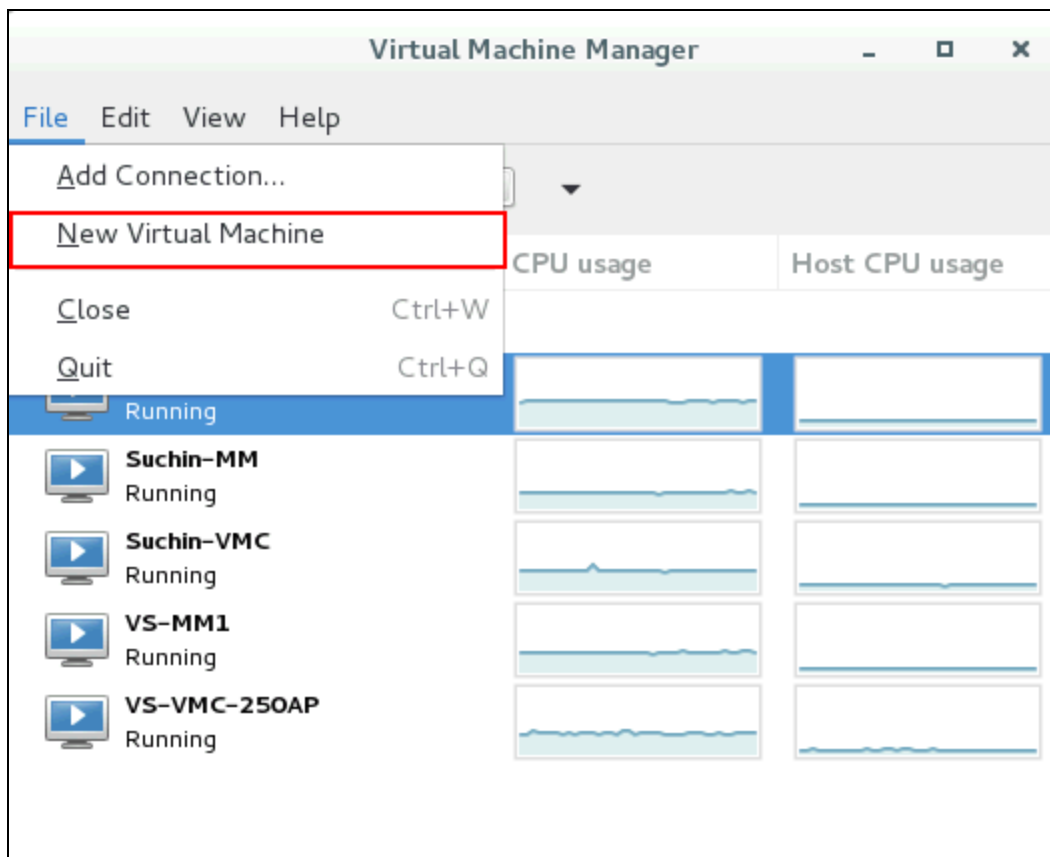 Virtual Machine Manager
File Edit View Help
Add Connection...
New Virtual Machine
CPU usage Host CPU usage
Close Ctrl+W
Quit Ctrl+Q
Running
Suchin-MM
Running
Suchin-VMC
Running
VS-MM1
Running
VS-VMC-250AP
Running